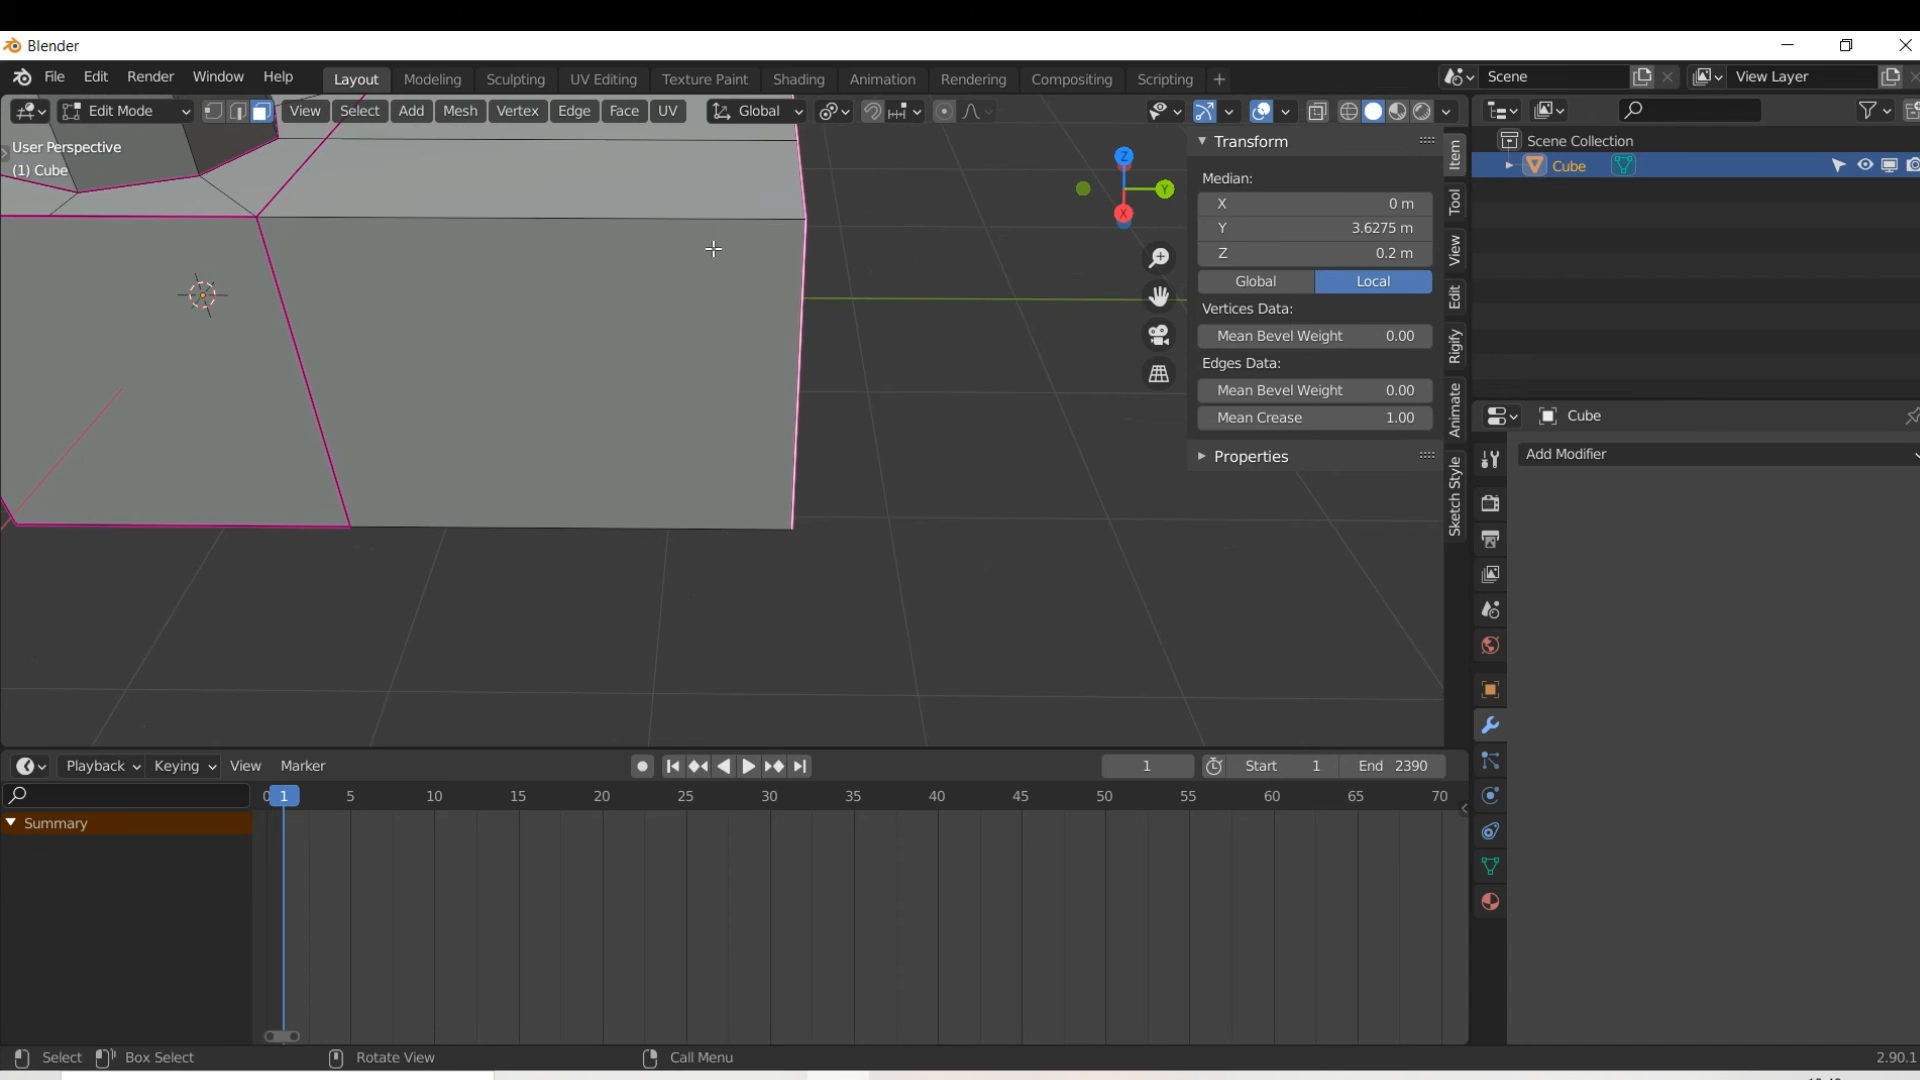 Blender
File Edit Render Window Help Layout Modeling Sculpting UV Editing Texture Paint Shading Animation Rendering Compositing Scripting + Scene View Layer
Edit Mode View Select Add Mesh Vertex Edge Face UV Global
User Perspective
(1) Cube
Z
Y
X
Transform
Median:
X 0 m
Y 3.6275 m
Z 0.2 m
Global Local
Vertices Data:
Mean Bevel Weight 0.00
Edges Data:
Mean Bevel Weight 0.00
Mean Crease 1.00
Properties
Item
Tool
View
Edit
Rigify
Animate
Sketch Style
Scene Collection
Cube
Cube
Add Modifier
Playback Keying View Marker 1 Start 1 End 2390
0 1 5 10 15 20 25 30 35 40 45 50 55 60 65 70
Summary
Select Box Select Rotate View Call Menu 2.90.1